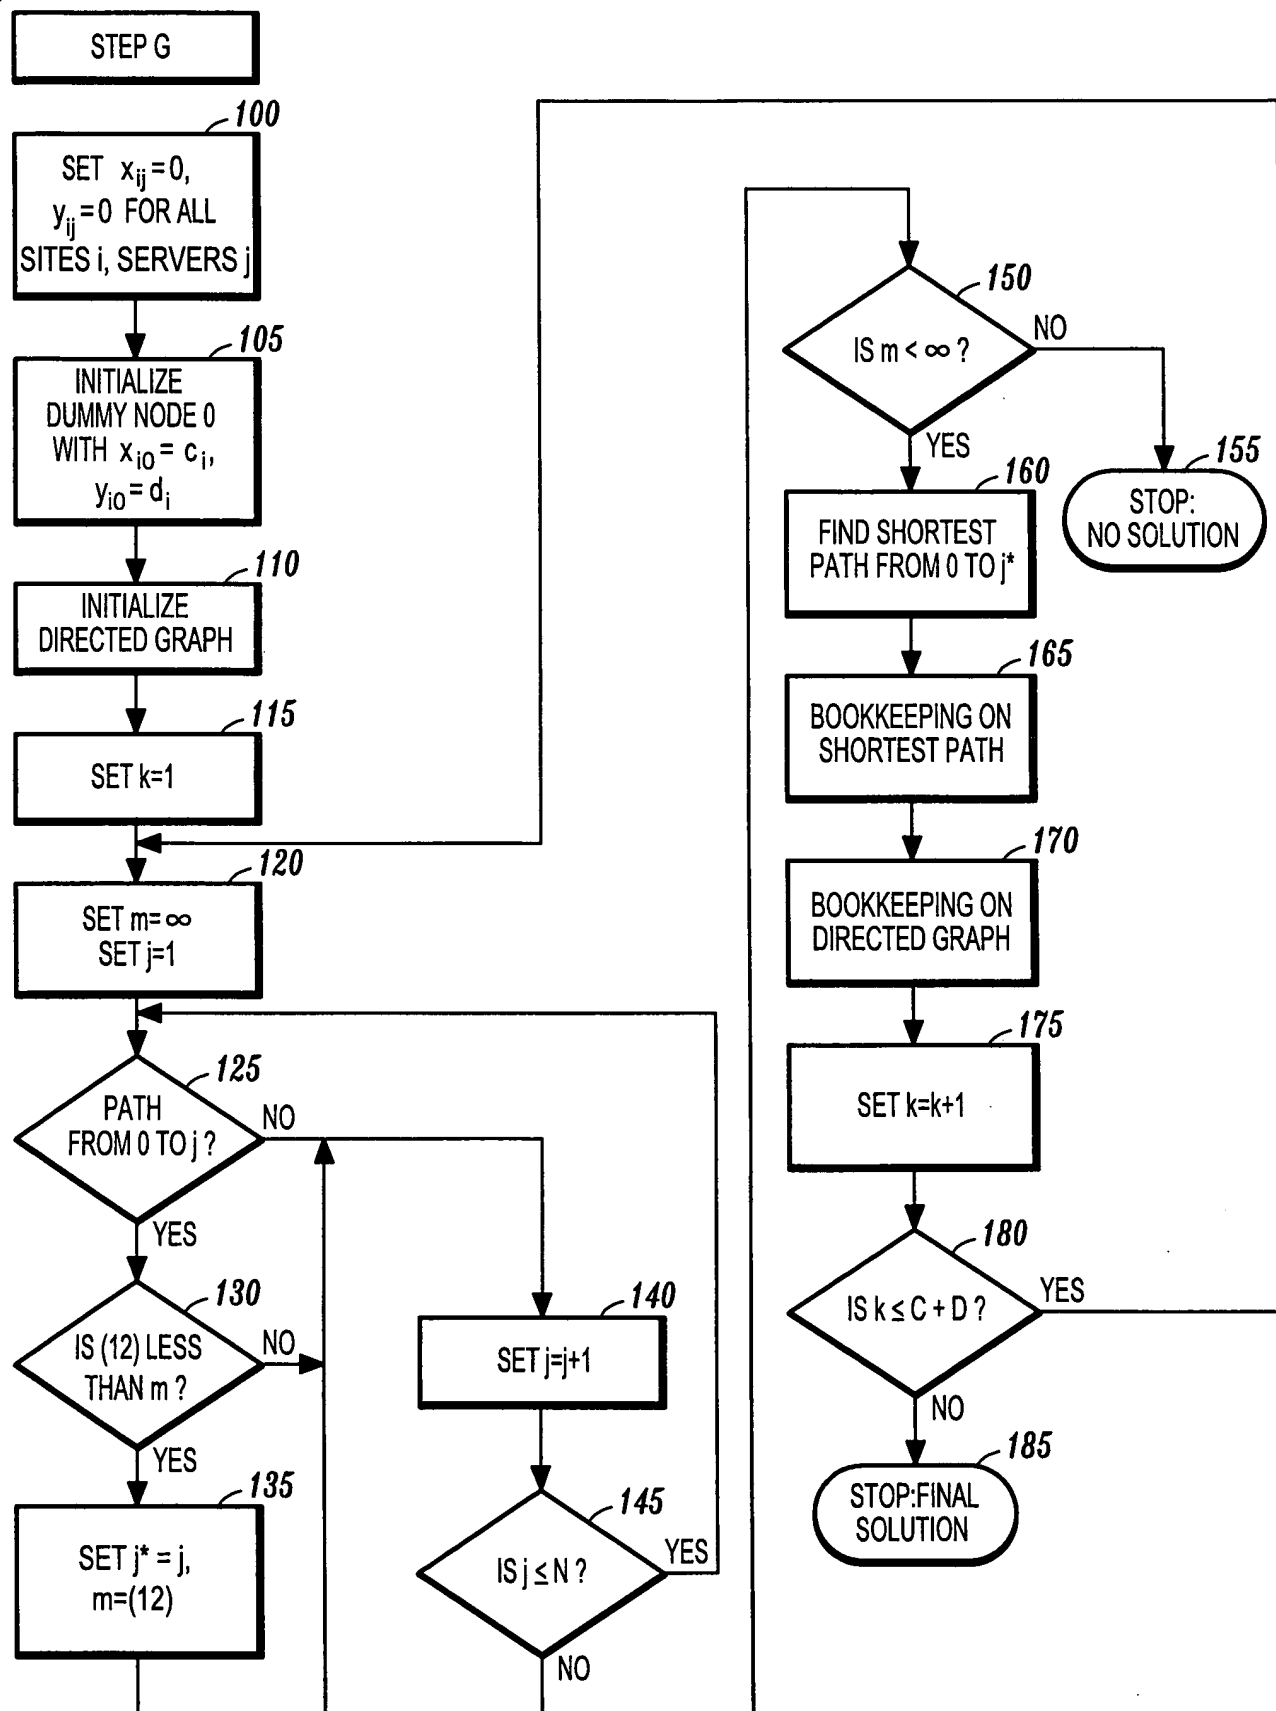 STEP G
100
SET x_ij = 0,
y_ij = 0 FOR ALL
SITES i, SERVERS j
105
INITIALIZE
DUMMY NODE 0
WITH x_i0 = c_i,
y_i0 = d_i
110
INITIALIZE
DIRECTED GRAPH
115
SET k=1
120
SET m= ∞
SET j=1
125
PATH
FROM 0 TO j ?
NO
YES
130
IS (12) LESS
THAN m ?
NO
YES
135
SET j* = j,
m=(12)
140
SET j=j+1
145
IS j ≤ N ?
YES
NO
150
IS m < ∞ ?
NO
YES
155
STOP:
NO SOLUTION
160
FIND SHORTEST
PATH FROM 0 TO j*
165
BOOKKEEPING ON
SHORTEST PATH
170
BOOKKEEPING ON
DIRECTED GRAPH
175
SET k=k+1
180
IS k ≤ C + D ?
YES
NO
185
STOP:FINAL
SOLUTION